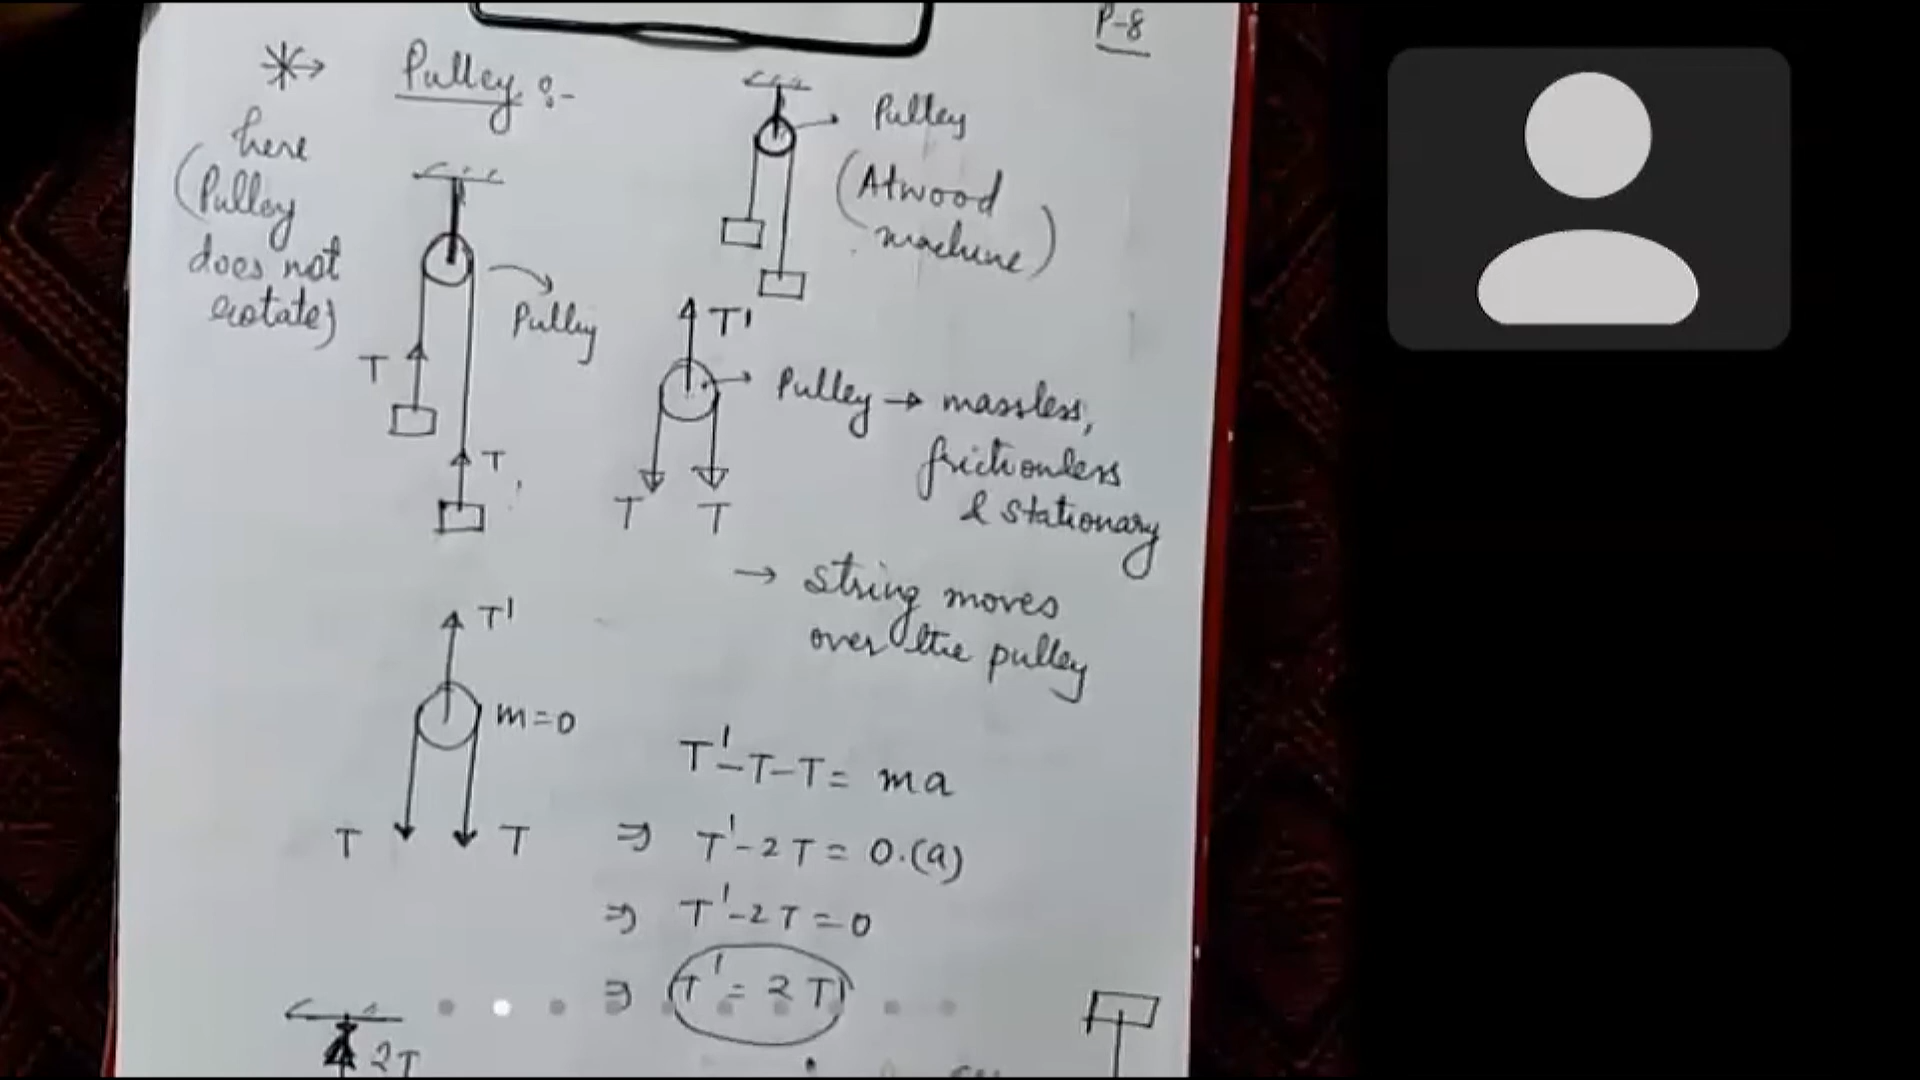 P-8
Pulley :-
here
(Pulley
does not
rotate)
Pulley
T
T
Pulley
(Atwood
machine)
T'
Pulley → massless,
frictionless
& stationary
T T
→ string moves
over the pulley
T'
m=0
T T
T'-T-T= ma
⇒ T'-2T= 0.(a)
⇒ T'-2T=0
⇒ T'= 2T
2T